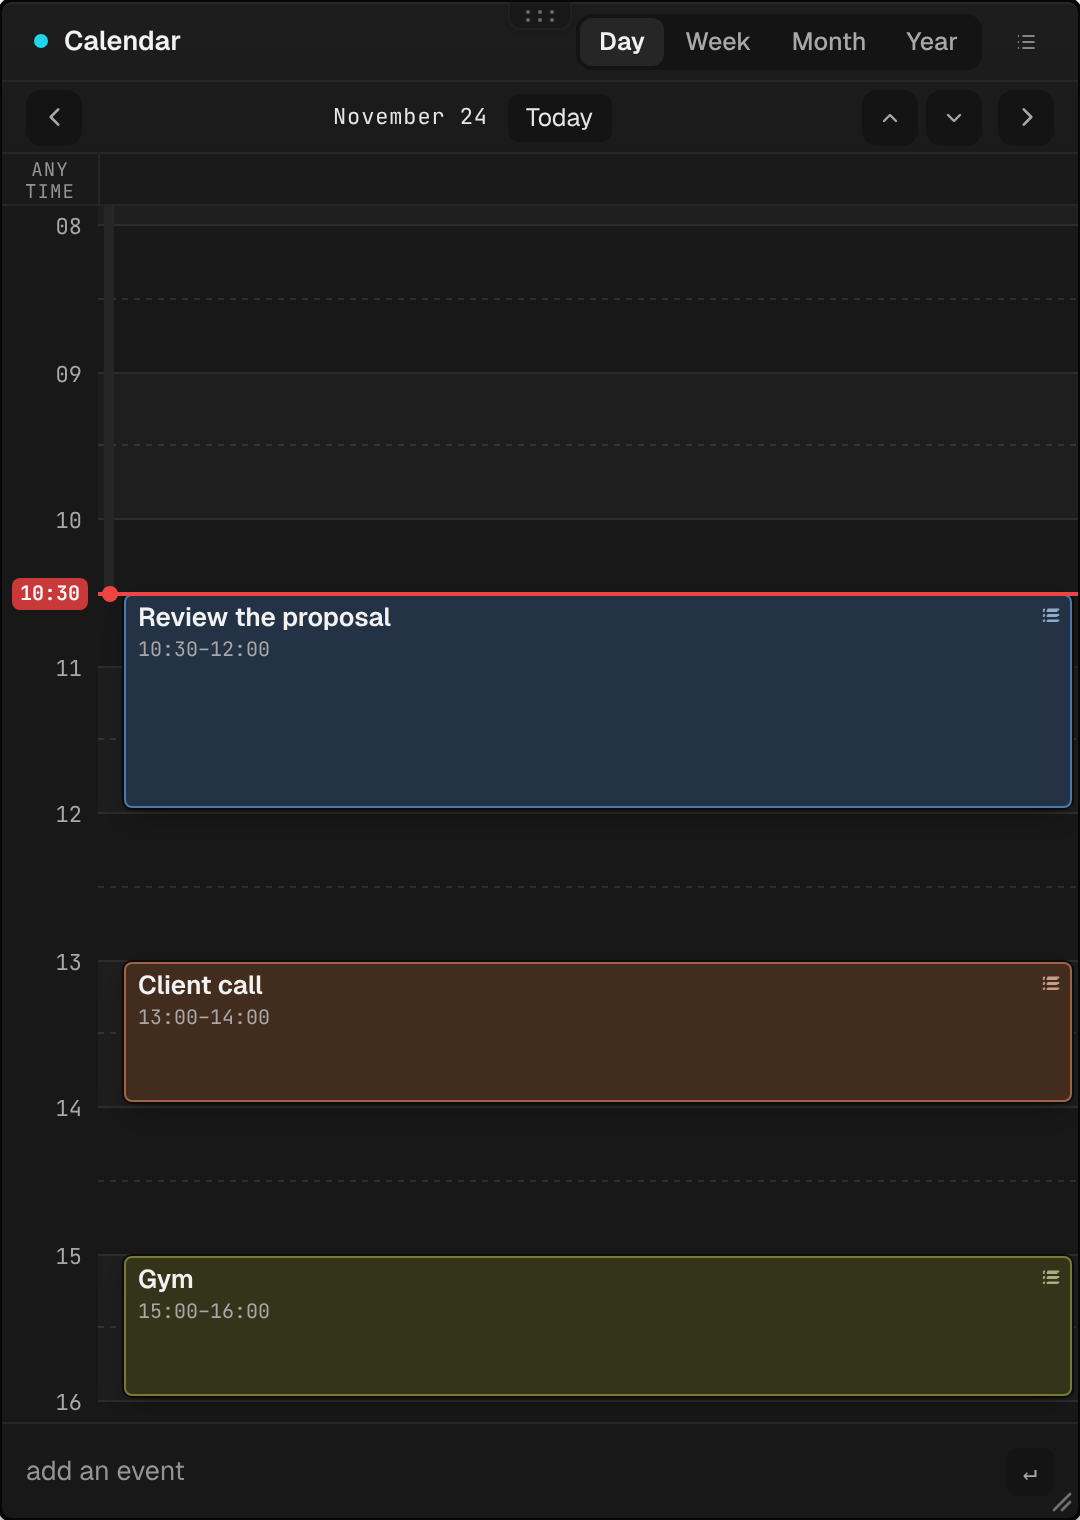 Calendar
Day Week Month Year
November 24 Today
ANY
TIME
08
09
10
10:30
Review the proposal
10:30–12:00
11
12
13
Client call
13:00–14:00
14
15
Gym
15:00–16:00
16
add an event